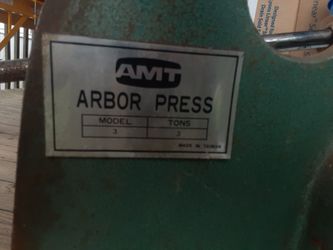 AMT
ARBOR PRESS
MODEL TONS
3 3
MADE IN TAIWAN